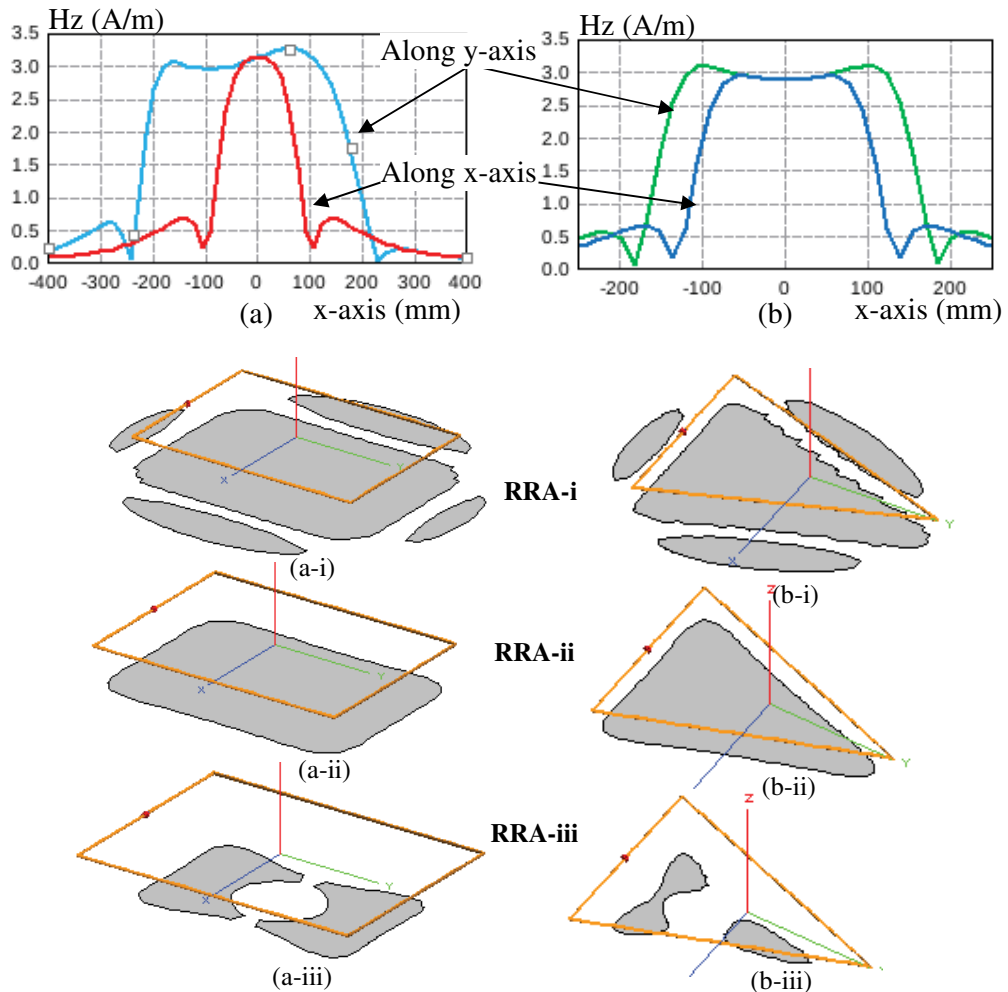 Hz (A/m)
3.5
3.0
2.5
2.0
1.5
1.0
0.5
0.0
-400 -300 -200 -100 0 100 200 300 400
(a) x-axis (mm)
Along y-axis
Along x-axis
Hz (A/m)
3.5
3.0
2.5
2.0
1.5
1.0
0.5
0.0
-200 -100 0 100 200
(b) x-axis (mm)
X Y
(a-i)
RRA-i
X Y
(b-i)
X Y
(a-ii)
RRA-ii
Z
Y
(b-ii)
X Y
(a-iii)
RRA-iii
Z
(b-iii)